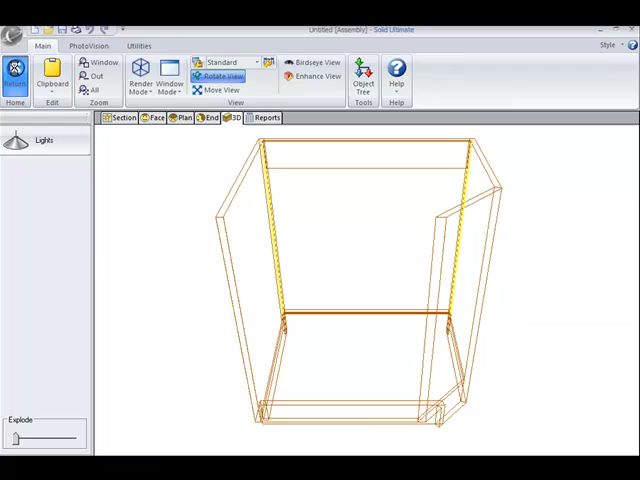 Untitled [Assembly] - Solid Ultimate
Main PhotoVision Utilities Style
Return Clipboard Window Out All Render Mode Window Mode Standard Rotate View Move View Birdseye View Enhance View Object Tree Help
Home Edit Zoom View Tools Help
Section Face Plan End 3D Reports
Lights
Explode